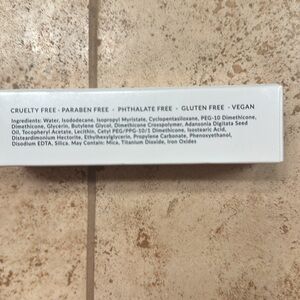 CRUELTY FREE - PARABEN FREE - PHTHALATE FREE - GLUTEN FREE - VEGAN
Ingredients: Water, Isododecane, Isopropyl Myristate, Cyclopentasiloxane, PEG-10 Dimethicone,
Dimethicone, Glycerin, Butylene Glycol, Dimethicone Crosspolymer, Adansonia Digitata Seed
Oil, Tocopheryl Acetate, Lecithin, Cetyl PEG/PPG-10/1 Dimethicone, Isostearic Acid,
Disteardimonium Hectorite, Ethylhexylglycerin, Propylene Carbonate, Phenoxyethanol,
Disodium EDTA, Silica. May Contain: Mica, Titanium Dioxide, Iron Oxides